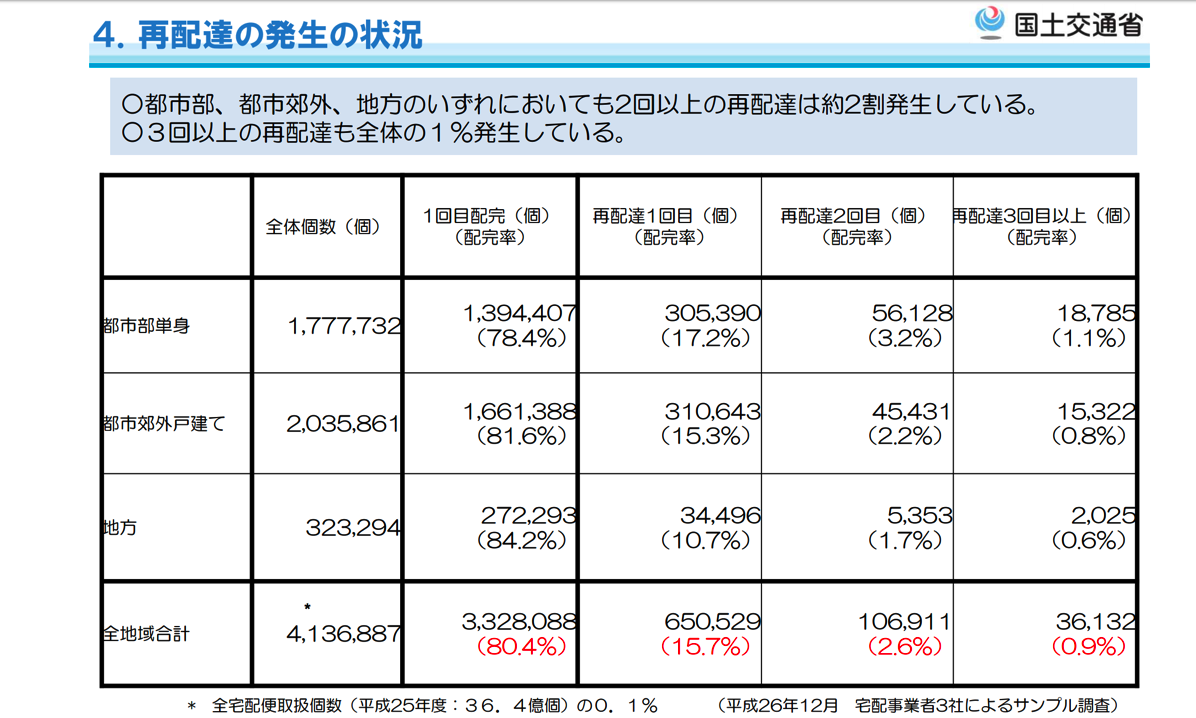 4．再配達の発生の状況
国土交通省
○都市部、都市郊外、地方のいずれにおいても2回以上の再配達は約2割発生している。
○３回以上の再配達も全体の１％発生している。
全体個数（個） 1回目配完（個） 再配達1回目（個） 再配達2回目（個） 再配達3回目以上（個）
（配完率） （配完率） （配完率） （配完率）
都市部単身 1,777,732 1,394,407 305,390 56,128 18,785
（78.4%） （17.2%） （3.2%） （1.1%）
都市郊外戸建て 2,035,861 1,661,388 310,643 45,431 15,322
（81.6%） （15.3%） （2.2%） （0.8%）
地方 323,294 272,293 34,496 5,353 2,025
（84.2%） （10.7%） （1.7%） （0.6%）
*
全地域合計 4,136,887 3,328,088 650,529 106,911 36,132
（80.4%） （15.7%） （2.6%） （0.9%）
* 全宅配便取扱個数（平成25年度：３６．４億個）の０．１％ （平成26年12月 宅配事業者3社によるサンプル調査）